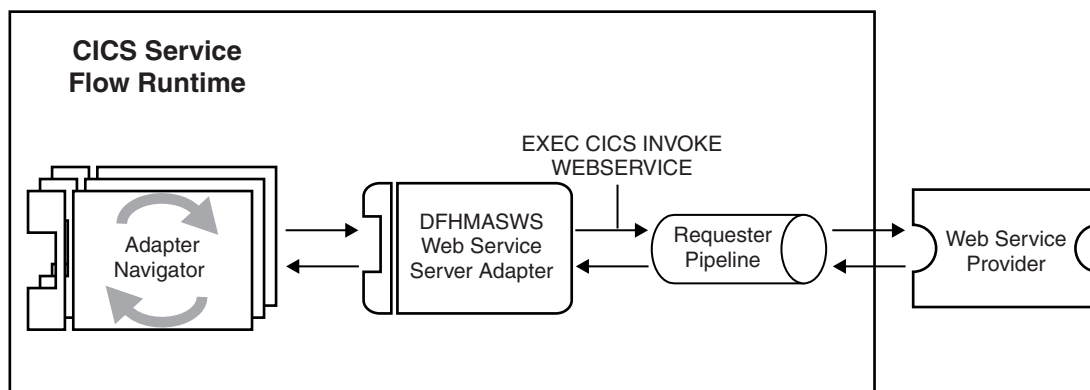 CICS Service
Flow Runtime
EXEC CICS INVOKE
WEBSERVICE
Adapter
Navigator
DFHMASWS
Web Service
Server Adapter
Requester
Pipeline
Web Service
Provider